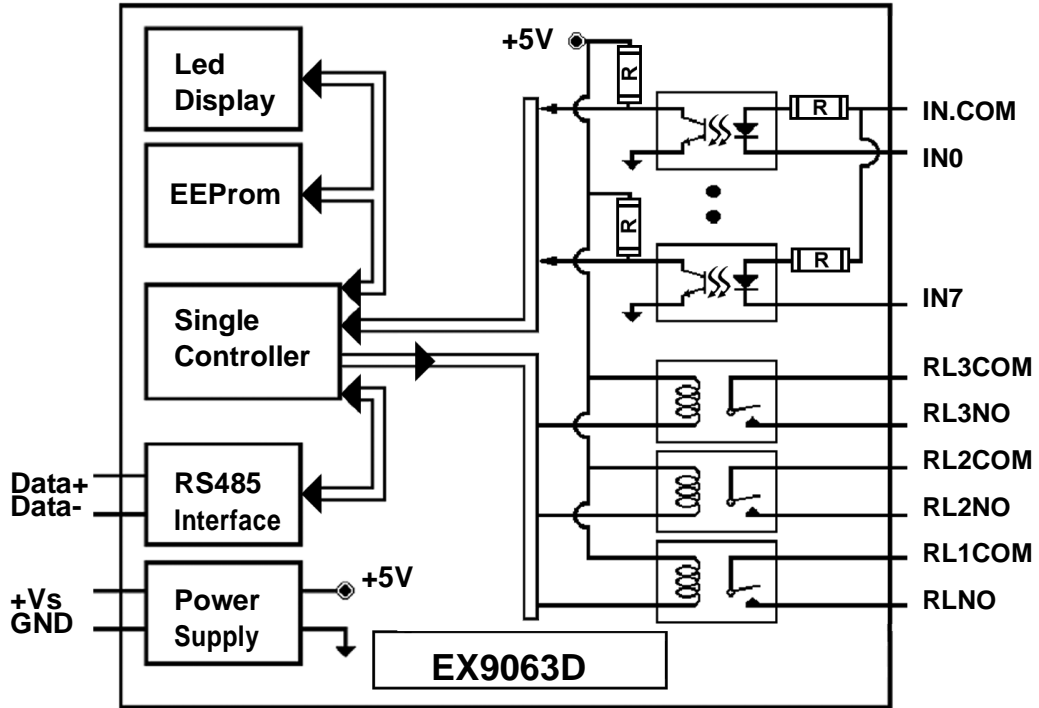 Led
Display
EEProm
Single
Controller
RS485
Interface
Data+
Data-
Power
Supply
+Vs
GND
+5V
+5V
R
R
IN.COM
IN0
R
R
IN7
RL3COM
RL3NO
RL2COM
RL2NO
RL1COM
RLNO
EX9063D